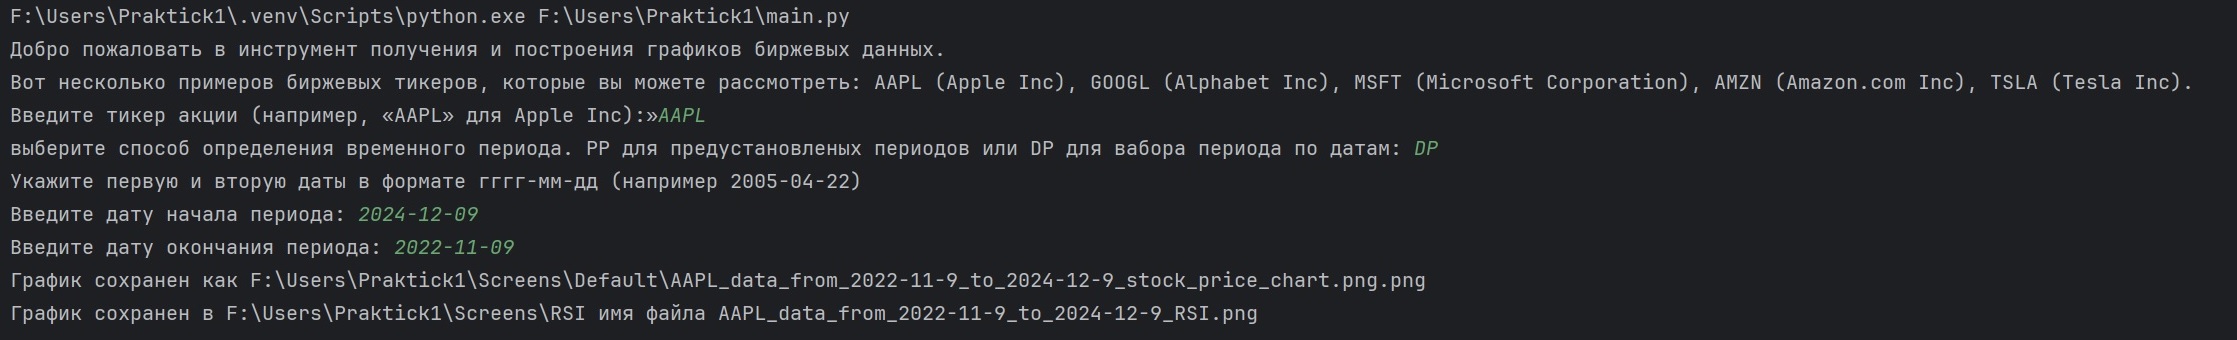 F:\Users\Praktick1\.venv\Scripts\python.exe F:\Users\Praktick1\main.py
Добро пожаловать в инструмент получения и построения графиков биржевых данных.
Вот несколько примеров биржевых тикеров, которые вы можете рассмотреть: AAPL (Apple Inc), GOOGL (Alphabet Inc), MSFT (Microsoft Corporation), AMZN (Amazon.com Inc), TSLA (Tesla Inc).
Введите тикер акции (например, «AAPL» для Apple Inc):»AAPL
выберите способ определения временного периода. PP для предустановленых периодов или DP для вабора периода по датам: DP
Укажите первую и вторую даты в формате гггг-мм-дд (например 2005-04-22)
Введите дату начала периода: 2024-12-09
Введите дату окончания периода: 2022-11-09
График сохранен как F:\Users\Praktick1\Screens\Default\AAPL_data_from_2022-11-9_to_2024-12-9_stock_price_chart.png.png
График сохранен в F:\Users\Praktick1\Screens\RSI имя файла AAPL_data_from_2022-11-9_to_2024-12-9_RSI.png